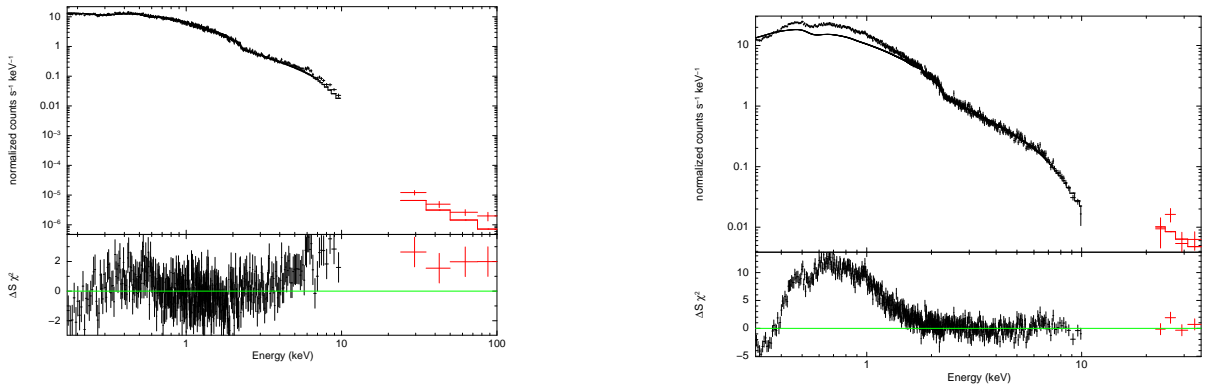 10
1
0.1
0.01
10⁻³
10⁻⁴
10⁻⁵
10⁻⁶
normalized counts s⁻¹ keV⁻¹
2
0
−2
ΔS χ²
1 10 100
Energy (keV)
10
1
0.1
0.01
normalized counts s⁻¹ keV⁻¹
10
5
0
−5
ΔS χ²
1 10
Energy (keV)